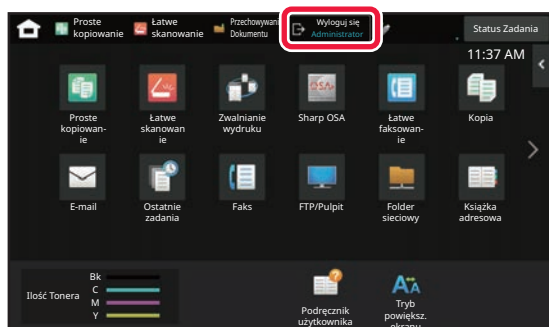 Proste
kopiowanie
Łatwe
skanowanie
Przechowywani
Dokumentu
Wyloguj się
Administrator
Status Zadania
11:37 AM
Proste
kopiowan-
ie
Łatwe
skanowan
ie
Zwalnianie
wydruku
Sharp OSA
Łatwe
faksowan-
ie
Kopia
E-mail
Ostatnie
zadania
Faks
FTP/Pulpit
Folder
sieciowy
Książka
adresowa
Ilość Tonera
Bk
C
M
Y
Podręcznik
użytkownika
Tryb
powiększ.
ekranu